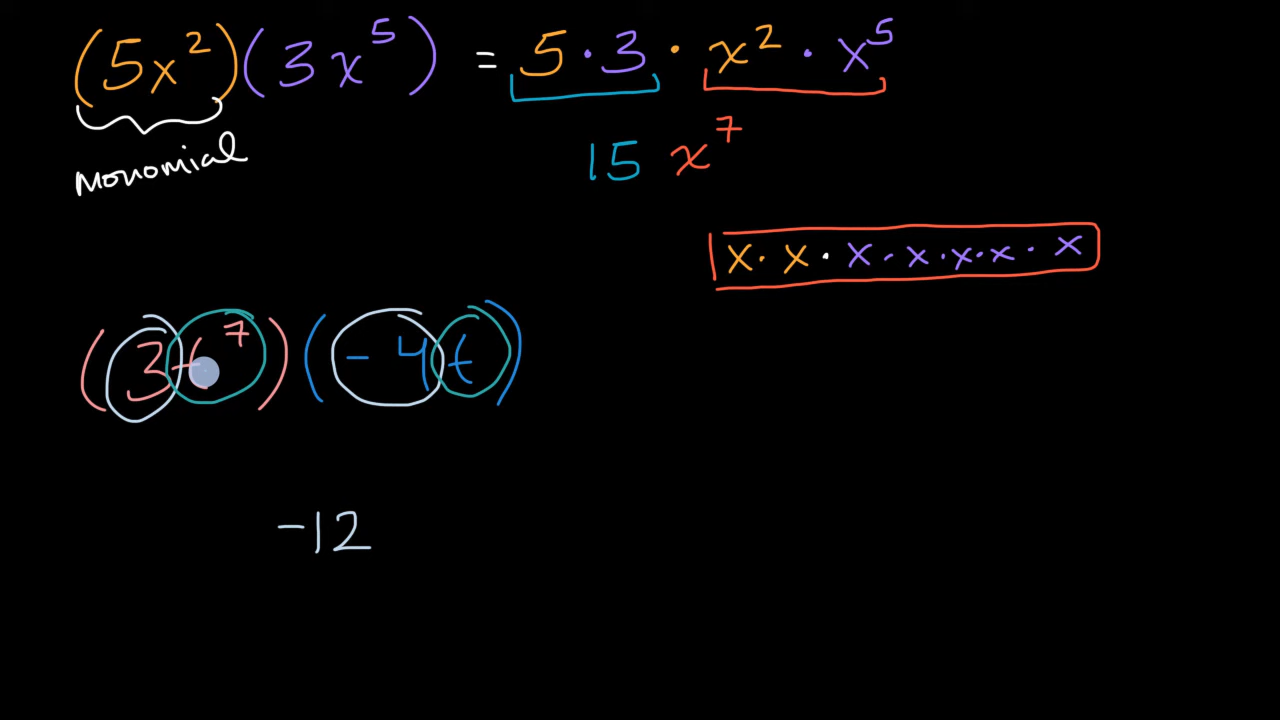 (5x²)(3x⁵) = 5 · 3 · x² · x⁵
monomial
15 x⁷
x · x · x · x · x · x · x
(3t⁷)(-4t)
-12